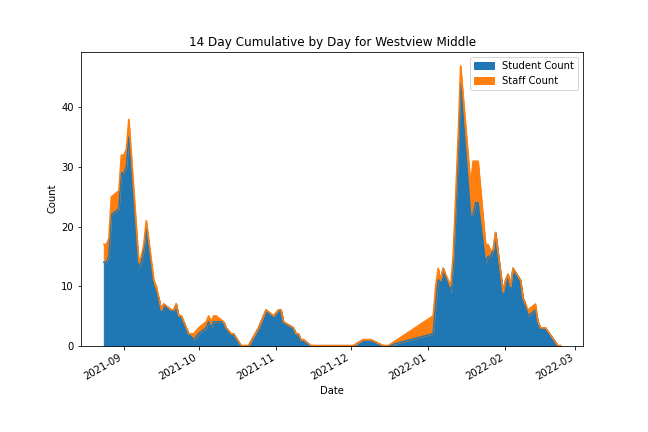 14 Day Cumulative by Day for Westview Middle
Student Count
Staff Count
Count
40
30
20
10
0
2021-09
2021-10
2021-11
2021-12
2022-01
2022-02
2022-03
Date